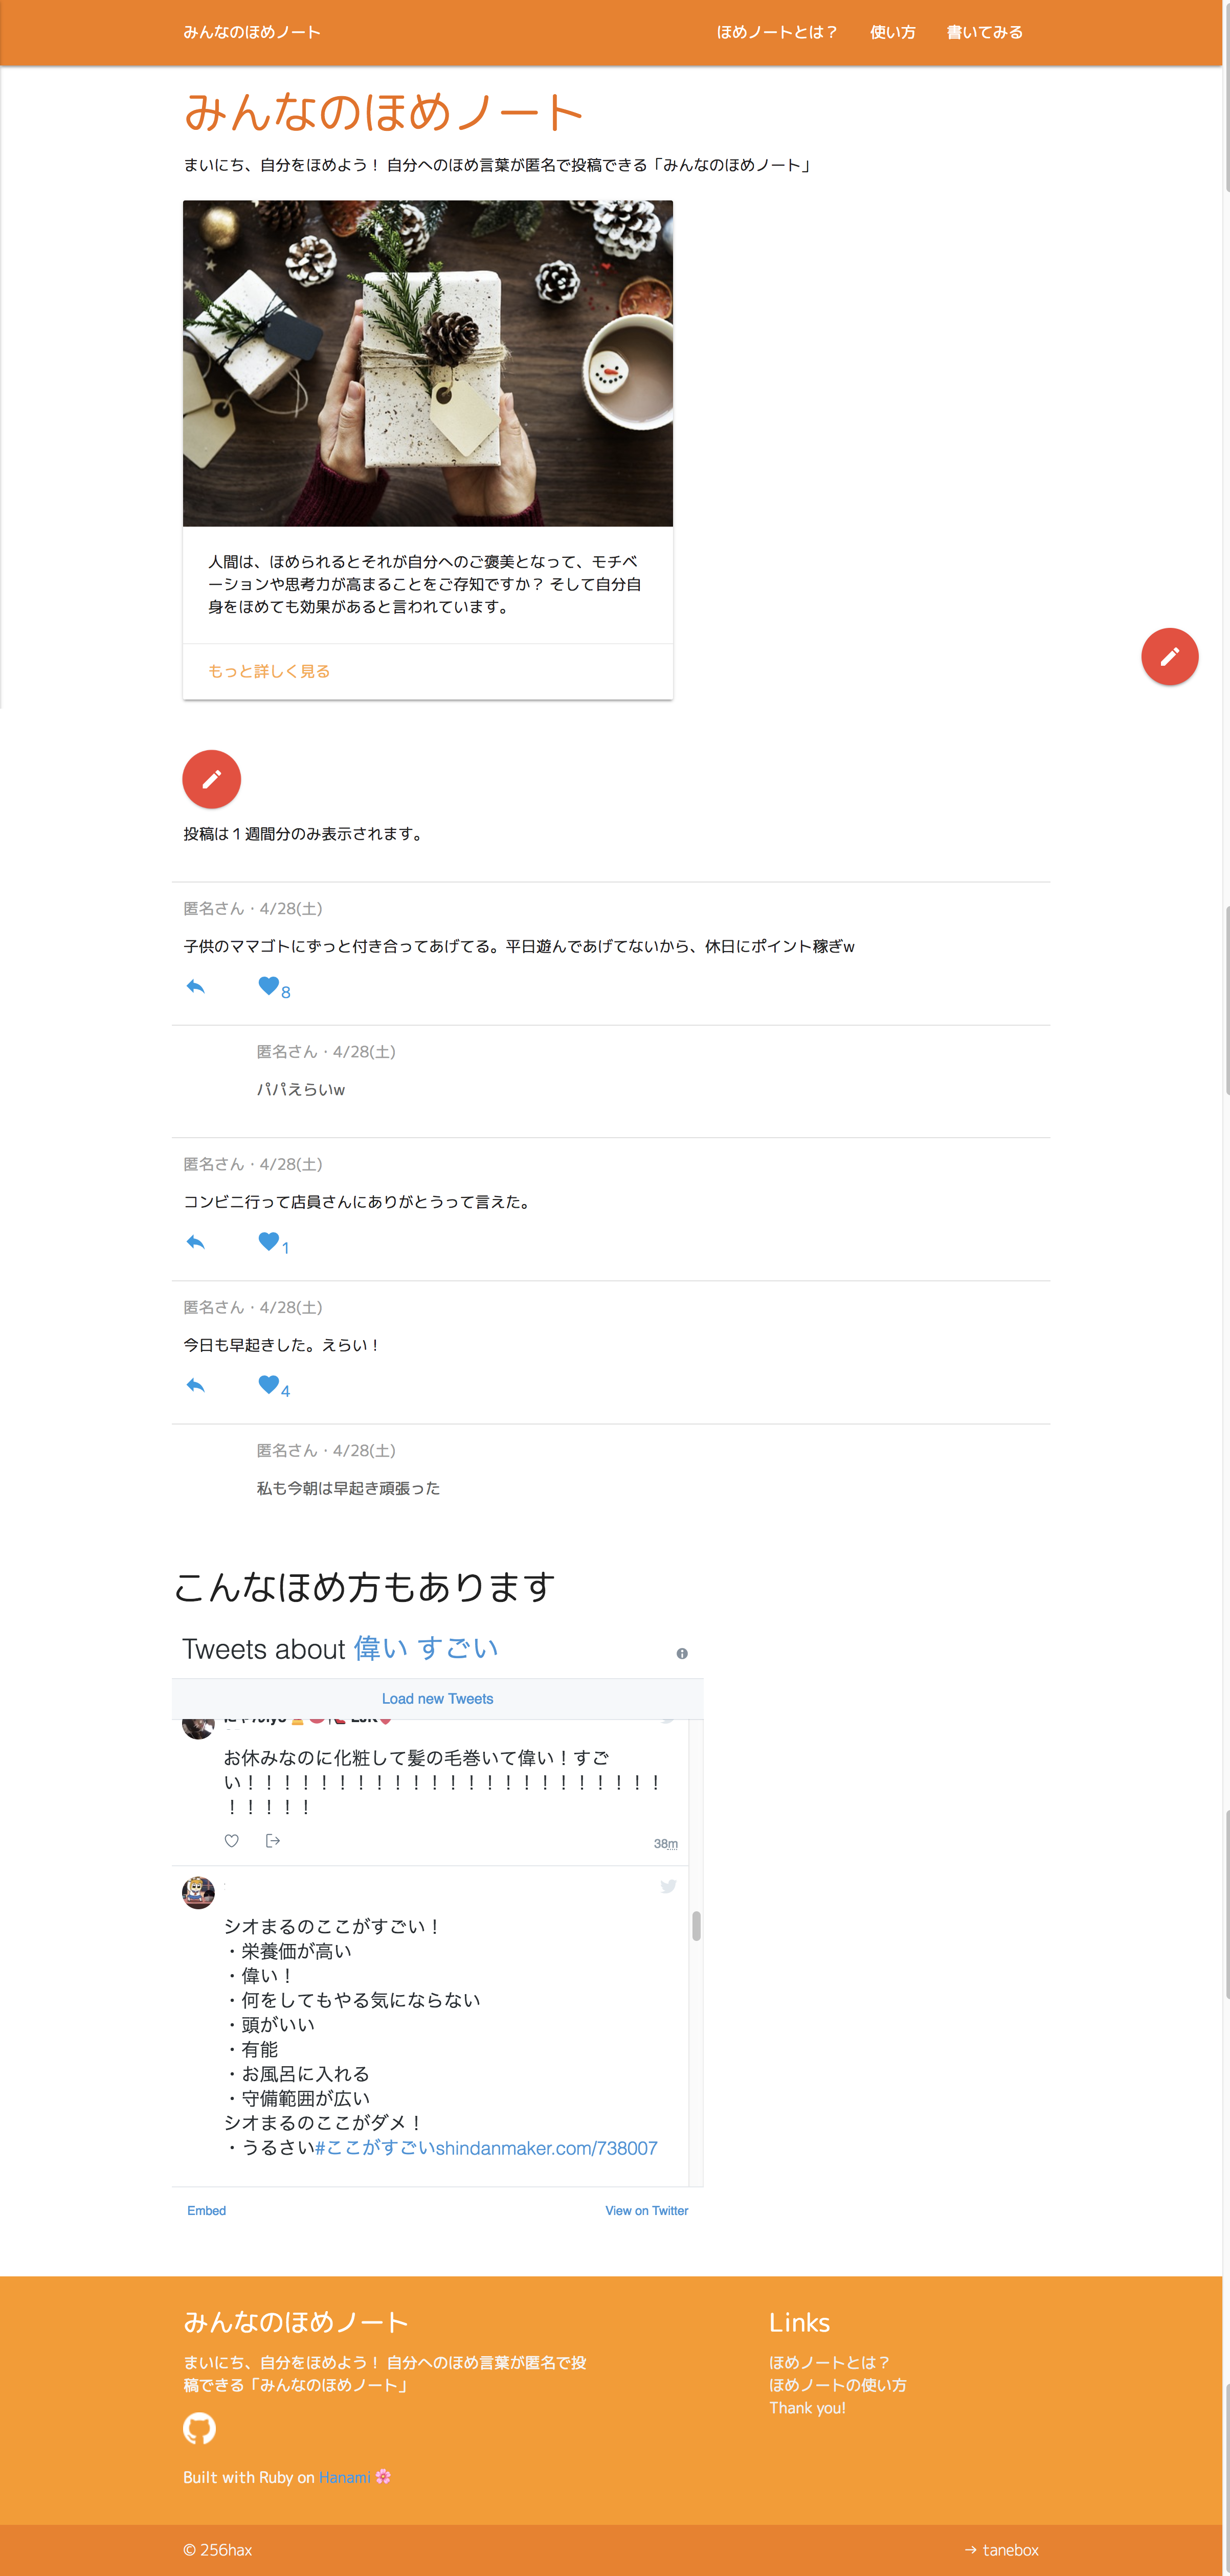 みんなのほめノート
ほめノートとは？ 使い方 書いてみる
みんなのほめノート
まいにち、自分をほめよう！ 自分へのほめ言葉が匿名で投稿できる「みんなのほめノート」
人間は、ほめられるとそれが自分へのご褒美となって、モチベ
ーションや思考力が高まることをご存知ですか？ そして自分自
身をほめても効果があると言われています。
もっと詳しく見る
投稿は１週間分のみ表示されます。
匿名さん・4/28(土)
子供のママゴトにずっと付き合ってあげてる。平日遊んであげてないから、休日にポイント稼ぎw
8
匿名さん・4/28(土)
パパえらいw
匿名さん・4/28(土)
コンビニ行って店員さんにありがとうって言えた。
1
匿名さん・4/28(土)
今日も早起きした。えらい！
4
匿名さん・4/28(土)
私も今朝は早起き頑張った
こんなほめ方もあります
Tweets about 偉い すごい
Load new Tweets
お休みなのに化粧して髪の毛巻いて偉い！すご
い！！！！！！！！！！！！！！！！！！！！！！！
！！！！！
38m
シオまるのここがすごい！
・栄養価が高い
・偉い！
・何をしてもやる気にならない
・頭がいい
・有能
・お風呂に入れる
・守備範囲が広い
シオまるのここがダメ！
・うるさい#ここがすごいshindanmaker.com/738007
Embed View on Twitter
みんなのほめノート
まいにち、自分をほめよう！ 自分へのほめ言葉が匿名で投
稿できる「みんなのほめノート」
Built with Ruby on Hanami 🌸
Links
ほめノートとは？
ほめノートの使い方
Thank you!
© 256hax → tanebox